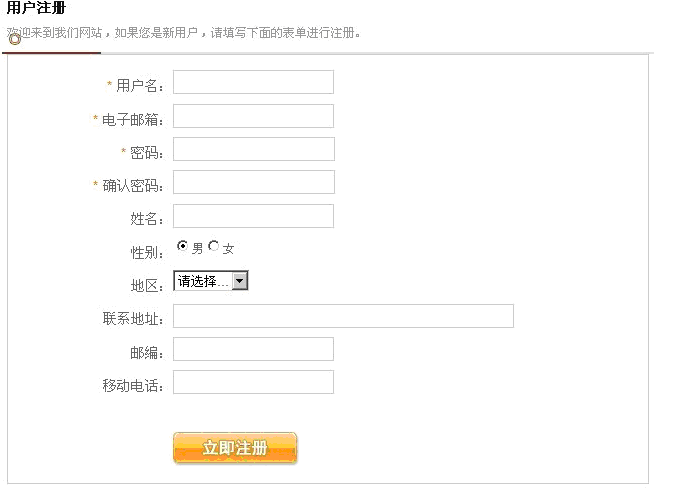 用户注册
欢迎来到我们网站，如果您是新用户，请填写下面的表单进行注册。
* 用户名：
* 电子邮箱：
* 密码：
* 确认密码：
姓名：
性别： 男 女
地区： 请选择...
联系地址：
邮编：
移动电话：
立即注册